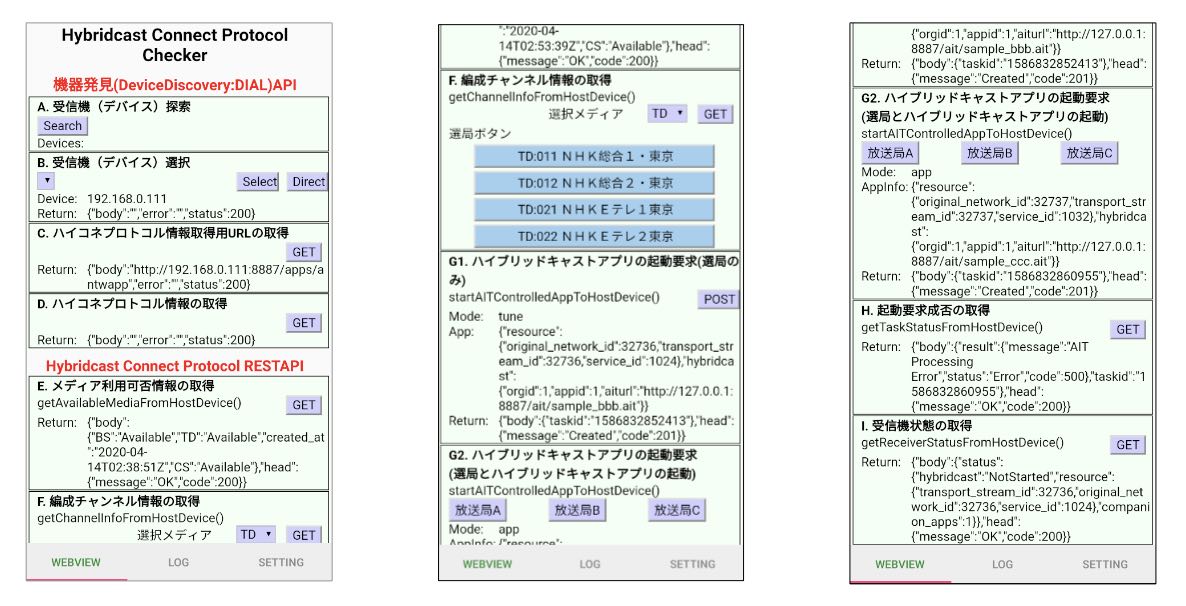 Hybridcast Connect Protocol
Checker
機器発見(DeviceDiscovery:DIAL)API
A. 受信機（デバイス）探索
Search
Devices:
B. 受信機（デバイス）選択
Select Direct
Device: 192.168.0.111
Return: {"body":"","error":"","status":200}
C. ハイコネプロトコル情報取得用URLの取得
GET
Return: {"body":"http://192.168.0.111:8887/apps/a
ntwapp","error":"","status":200}
D. ハイコネプロトコル情報の取得
GET
Return: {"body":"","error":"","status":200}
Hybridcast Connect Protocol RESTAPI
E. メディア利用可否情報の取得
getAvailableMediaFromHostDevice()
GET
Return: {"body":
{"BS":"Available","TD":"Available","created_at
":"2020-04-
14T02:38:51Z","CS":"Available"},"head":
{"message":"OK","code":200}}
F. 編成チャンネル情報の取得
getChannelInfoFromHostDevice()
選択メディア TD GET
WEBVIEW LOG SETTING
":"2020-04-
14T02:53:39Z","CS":"Available"},"head":
{"message":"OK","code":200}}
F. 編成チャンネル情報の取得
getChannelInfoFromHostDevice()
選択メディア TD GET
選局ボタン
TD:011 ＮＨＫ総合１・東京
TD:012 ＮＨＫ総合２・東京
TD:021 ＮＨＫＥテレ１東京
TD:022 ＮＨＫＥテレ２東京
G1. ハイブリッドキャストアプリの起動要求(選局の
み)
startAITControlledAppToHostDevice() POST
Mode: tune
App: {"resource":
{"original_network_id":32736,"transport_str
eam_id":32736,"service_id":1024},"hybridca
st":
{"orgid":1,"appid":1,"aiturl":"http://127.0.0.1:
8887/ait/sample_bbb.ait"}}
Return: {"body":{"taskid":"1586832852413"},"head":
{"message":"Created","code":201}}
G2. ハイブリッドキャストアプリの起動要求
(選局とハイブリッドキャストアプリの起動)
startAITControlledAppToHostDevice()
放送局A 放送局B 放送局C
Mode: app
AppInfo: {"resource":
WEBVIEW LOG SETTING
{"orgid":1,"appid":1,"aiturl":"http://127.0.0.1:
8887/ait/sample_bbb.ait"}}
Return: {"body":{"taskid":"1586832852413"},"head":
{"message":"Created","code":201}}
G2. ハイブリッドキャストアプリの起動要求
(選局とハイブリッドキャストアプリの起動)
startAITControlledAppToHostDevice()
放送局A 放送局B 放送局C
Mode: app
AppInfo: {"resource":
{"original_network_id":32737,"transport_str
eam_id":32737,"service_id":1032},"hybridca
st":
{"orgid":1,"appid":1,"aiturl":"http://127.0.0.1:
8887/ait/sample_ccc.ait"}}
Return: {"body":{"taskid":"1586832860955"},"head":
{"message":"Created","code":201}}
H. 起動要求成否の取得
getTaskStatusFromHostDevice() GET
Return: {"body":{"result":{"message":"AIT
Processing
Error","status":"Error","code":500},"taskid":"1
586832860955"},"head":
{"message":"OK","code":200}}
I. 受信機状態の取得
getReceiverStatusFromHostDevice() GET
Return: {"body":{"status":
{"hybridcast":"NotStarted","resource":
{"transport_stream_id":32736,"original_net
work_id":32736,"service_id":1024},"compani
on_apps":1}},"head":
{"message":"OK","code":200}}
WEBVIEW LOG SETTING